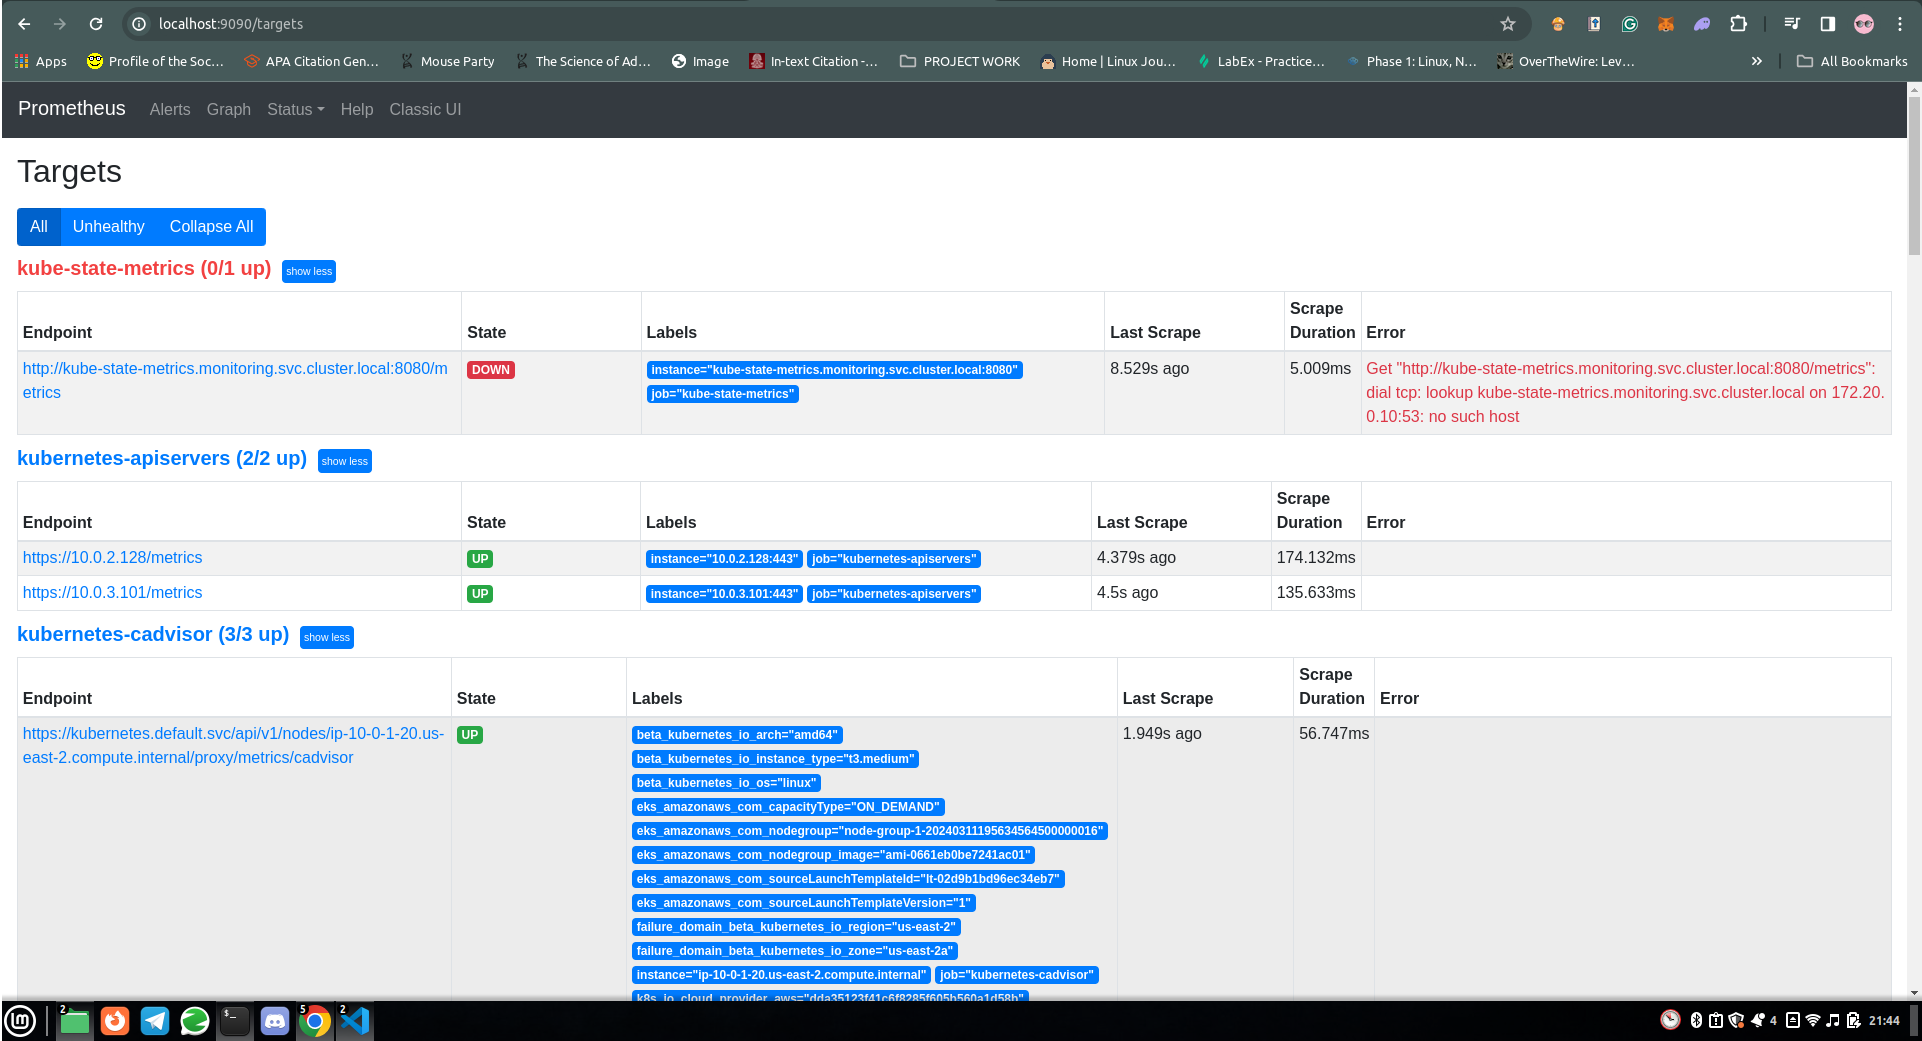 localhost:9090/targets
Apps
Profile of the Soc...
APA Citation Gen...
Mouse Party
The Science of Ad...
Image
In-text Citation -...
PROJECT WORK
Home | Linux Jou...
LabEx - Practice...
Phase 1: Linux, N...
OverTheWire: Lev...
»
All Bookmarks
Prometheus Alerts Graph Status Help Classic UI
Targets
All Unhealthy Collapse All
kube-state-metrics (0/1 up) show less
Endpoint State Labels Last Scrape Scrape Duration Error
http://kube-state-metrics.monitoring.svc.cluster.local:8080/m
etrics
DOWN
instance="kube-state-metrics.monitoring.svc.cluster.local:8080"
job="kube-state-metrics"
8.529s ago
5.009ms
Get "http://kube-state-metrics.monitoring.svc.cluster.local:8080/metrics":
dial tcp: lookup kube-state-metrics.monitoring.svc.cluster.local on 172.20.
0.10:53: no such host
kubernetes-apiservers (2/2 up) show less
Endpoint State Labels Last Scrape Scrape Duration Error
https://10.0.2.128/metrics UP instance="10.0.2.128:443" job="kubernetes-apiservers" 4.379s ago 174.132ms
https://10.0.3.101/metrics UP instance="10.0.3.101:443" job="kubernetes-apiservers" 4.5s ago 135.633ms
kubernetes-cadvisor (3/3 up) show less
Endpoint State Labels Last Scrape Scrape Duration Error
https://kubernetes.default.svc/api/v1/nodes/ip-10-0-1-20.us-
east-2.compute.internal/proxy/metrics/cadvisor
UP
beta_kubernetes_io_arch="amd64"
beta_kubernetes_io_instance_type="t3.medium"
beta_kubernetes_io_os="linux"
eks_amazonaws_com_capacityType="ON_DEMAND"
eks_amazonaws_com_nodegroup="node-group-1-20240311195634564500000016"
eks_amazonaws_com_nodegroup_image="ami-0661eb0be7241ac01"
eks_amazonaws_com_sourceLaunchTemplateId="lt-02d9b1bd96ec34eb7"
eks_amazonaws_com_sourceLaunchTemplateVersion="1"
failure_domain_beta_kubernetes_io_region="us-east-2"
failure_domain_beta_kubernetes_io_zone="us-east-2a"
instance="ip-10-0-1-20.us-east-2.compute.internal" job="kubernetes-cadvisor"
k8s_io_cloud_provider_aws="dda35123f41c6f8285f605b560a1d58b"
1.949s ago
56.747ms
2
5
2
4
21:44